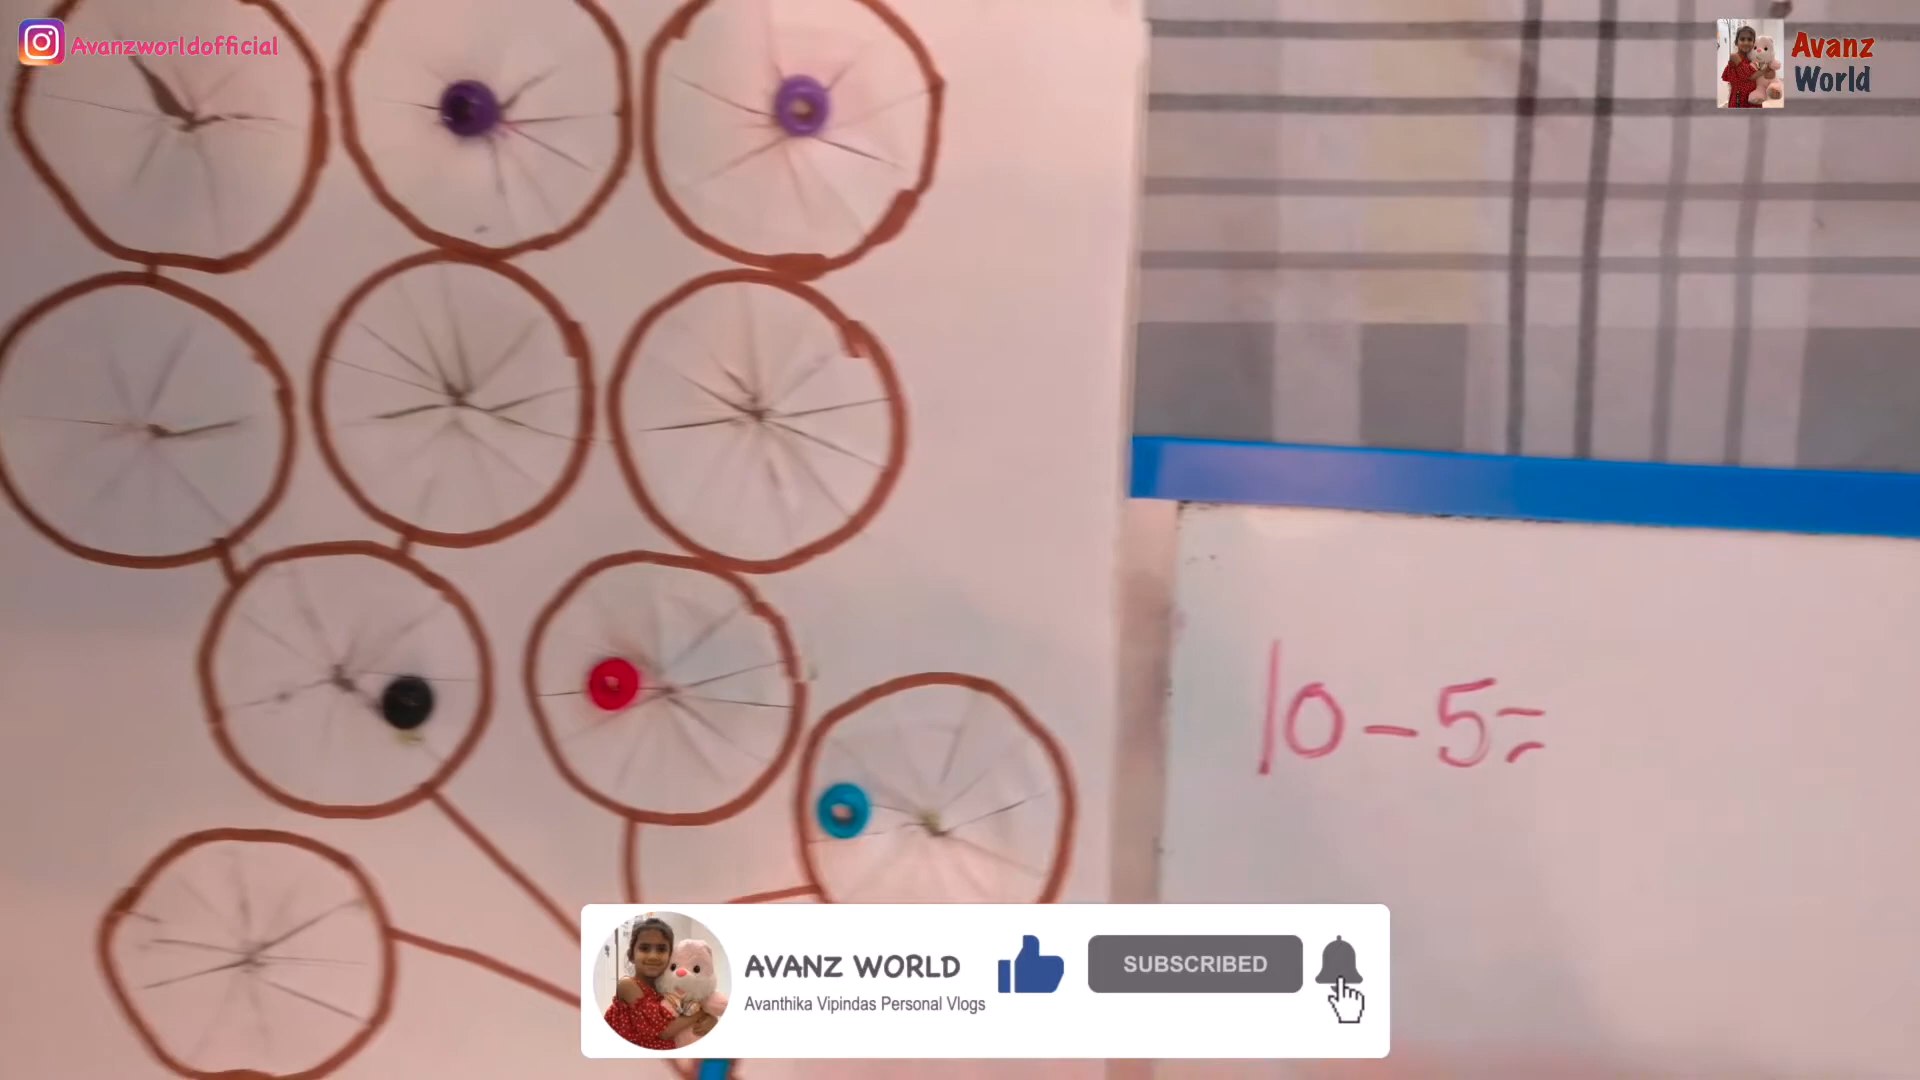 Avanzworldofficial
Avanz
World
10-5=
AVANZ WORLD
Avanthika Vipindas Personal Vlogs
SUBSCRIBED